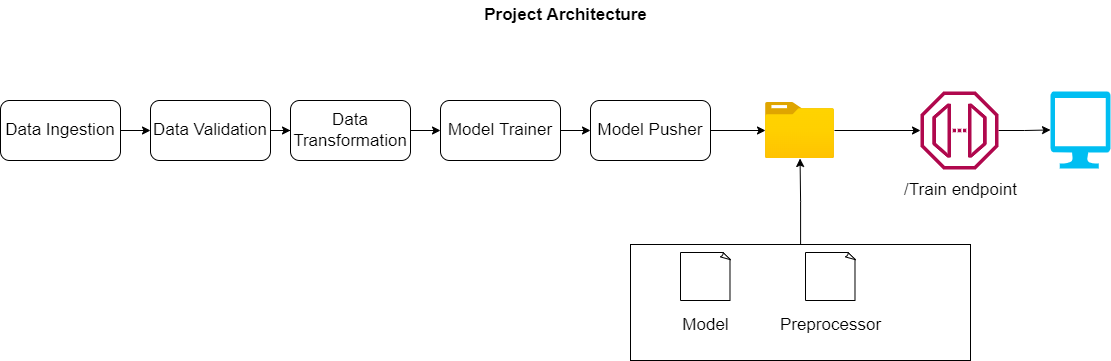 Project Architecture
Data Ingestion
Data Validation
Data
Transformation
Model Trainer
Model Pusher
/Train endpoint
Model
Preprocessor